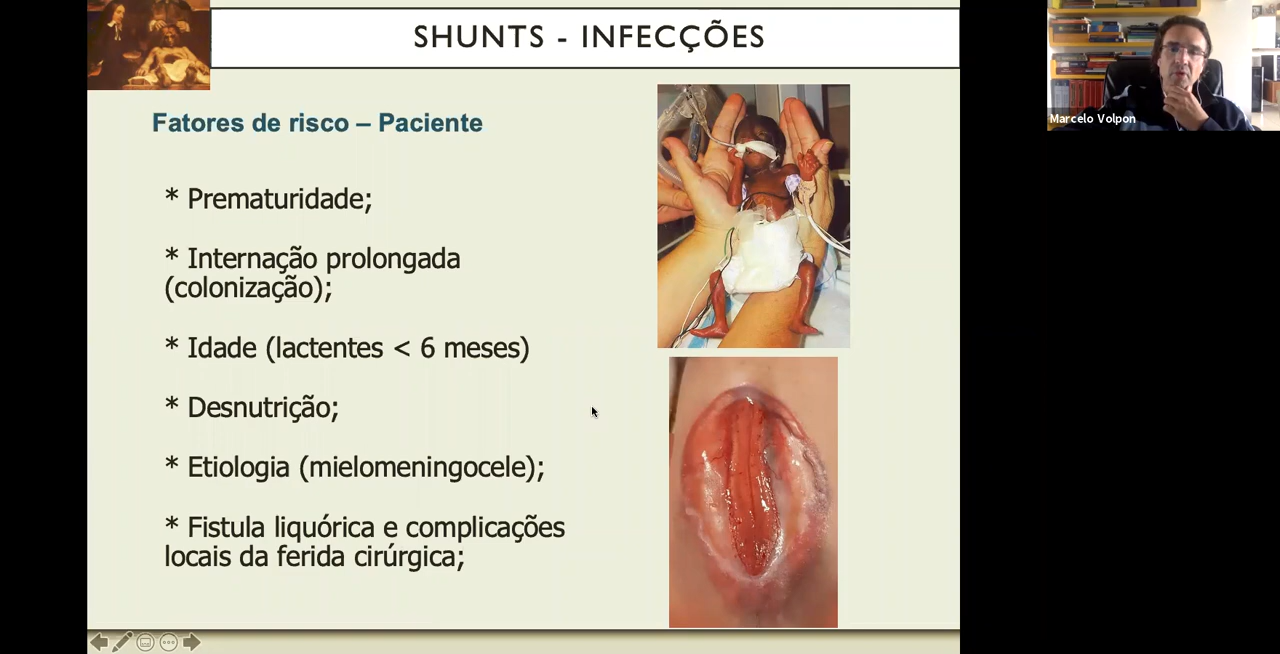 SHUNTS - INFECÇÕES
Fatores de risco – Paciente
* Prematuridade;
* Internação prolongada
(colonização);
* Idade (lactentes < 6 meses)
* Desnutrição;
* Etiologia (mielomeningocele);
* Fistula liquórica e complicações
locais da ferida cirúrgica;
Marcelo Volpon